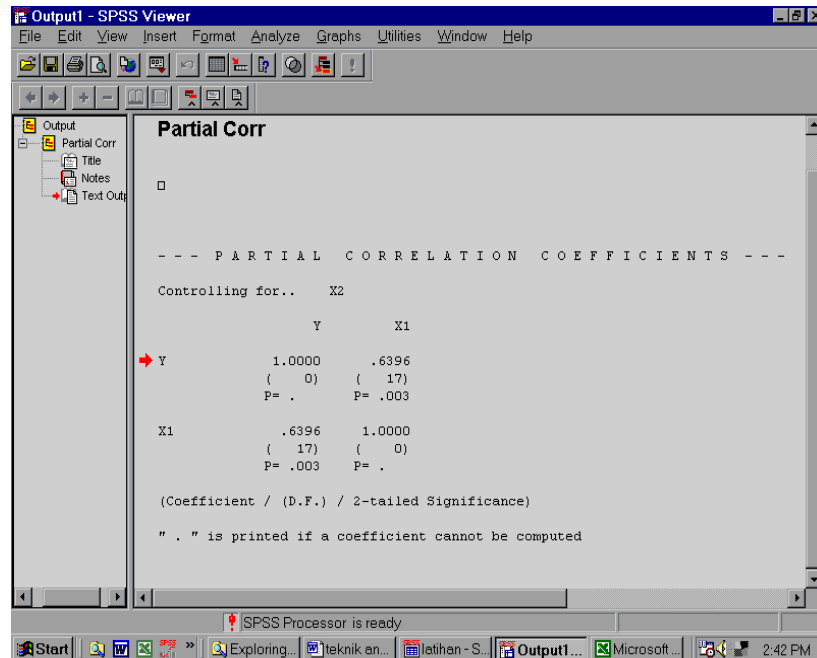 Output1 - SPSS Viewer
File Edit View Insert Format Analyze Graphs Utilities Window Help
Output
Partial Corr
Title
Notes
Text Outp
Partial Corr
- - - P A R T I A L C O R R E L A T I O N C O E F F I C I E N T S - - -
Controlling for.. X2
Y X1
Y 1.0000 .6396
( 0) ( 17)
P= . P= .003
X1 .6396 1.0000
( 17) ( 0)
P= .003 P= .
(Coefficient / (D.F.) / 2-tailed Significance)
" . " is printed if a coefficient cannot be computed
SPSS Processor is ready
Start » Exploring... teknik an... latihan - S... Output1 ... Microsoft ... 2:42 PM